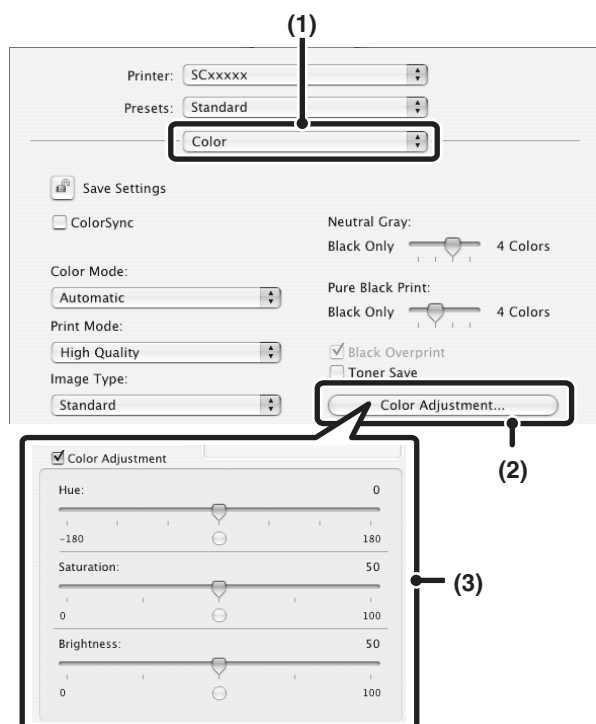 (1)
Printer: SCxxxxx
Presets: Standard
Color
Save Settings
ColorSync
Color Mode:
Automatic
Print Mode:
High Quality
Image Type:
Standard
Neutral Gray:
Black Only 4 Colors
Pure Black Print:
Black Only 4 Colors
Black Overprint
Toner Save
Color Adjustment...
(2)
Color Adjustment
Hue: 0
-180 180
Saturation: 50
0 100
Brightness: 50
0 100
(3)